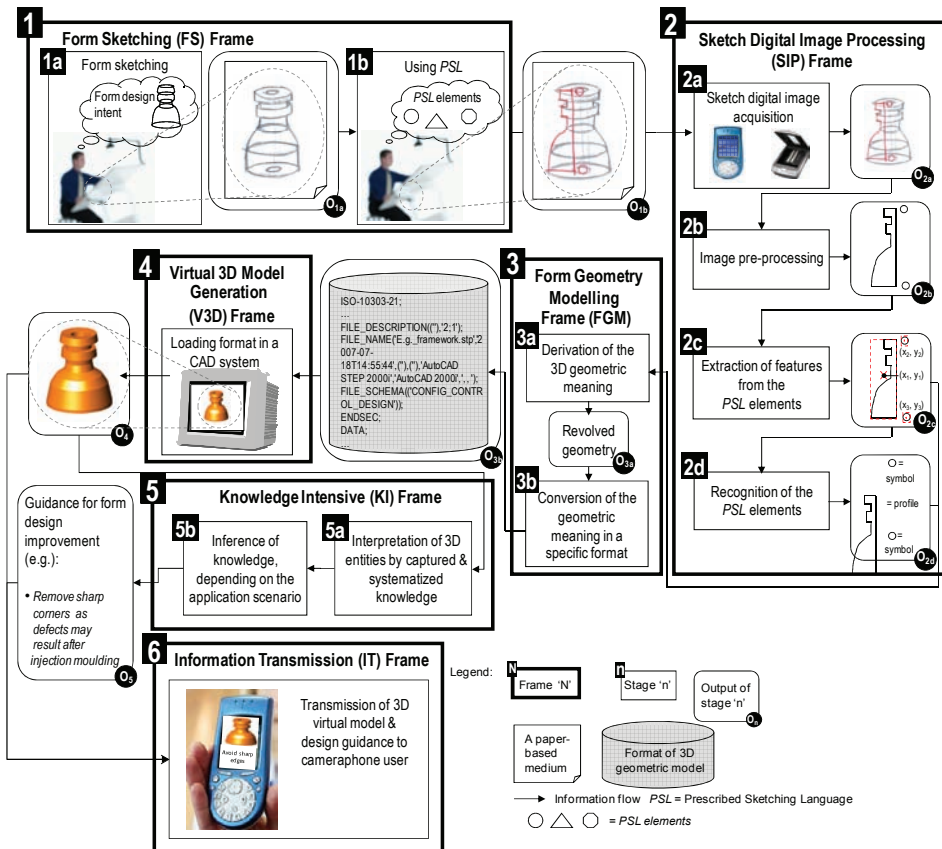 1
Form Sketching (FS) Frame
1a
Form sketching
Form design
intent
O1a
1b
Using PSL
PSL elements
O1b
2
Sketch Digital Image Processing
(SIP) Frame
2a
Sketch digital image
acquisition
O2a
2b
Image pre-processing
O2b
2c
Extraction of features
from the
PSL elements
(x2, y2)
(x1, y1)
(x3, y3)
O2c
2d
Recognition of the
PSL elements
=
symbol
= profile
=
symbol
O2d
3
Form Geometry
Modelling
Frame (FGM)
3a
Derivation of the
3D geometric
meaning
Revolved
geometry
O3a
3b
Conversion of the
geometric
meaning in a
specific format
ISO-10303-21;
…
FILE_DESCRIPTION((''),'2;1');
FILE_NAME('E.g._framework.stp','2
007-07-
18T14:55:44',(''),(''),'AutoCAD
STEP 2000i','AutoCAD 2000i',' , , ');
FILE_SCHEMA(('CONFIG_CONTR
OL_DESIGN'));
ENDSEC;
DATA;
…
O3b
4
Virtual 3D Model
Generation
(V3D) Frame
Loading format in a
CAD system
O4
5
Knowledge Intensive (KI) Frame
5a
Interpretation of 3D
entities by captured &
systematized
knowledge
5b
Inference of
knowledge,
depending on the
application scenario
Guidance for form
design
improvement
(e.g.):
• Remove sharp
corners as
defects may
result after
injection moulding
O5
6
Information Transmission (IT) Frame
Avoid sharp
edges
Transmission of 3D
virtual model &
design guidance to
cameraphone user
Legend:
N
Frame 'N'
n
Stage 'n'
Output of
stage 'n'
On
A paper-
based
medium
Format of 3D
geometric model
Information flow PSL = Prescribed Sketching Language
= PSL elements